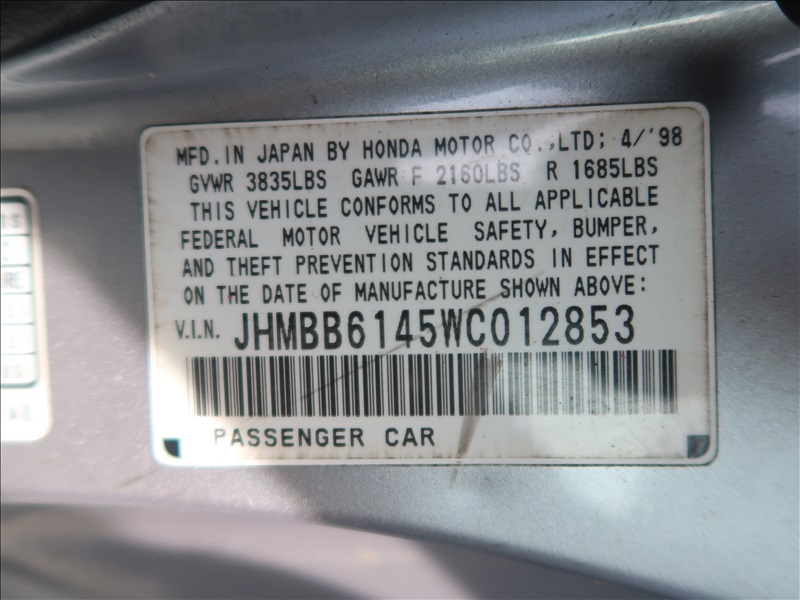 MFD. IN JAPAN BY HONDA MOTOR CO.,LTD; 4/'98
GVWR 3835LBS GAWR F 2160LBS R 1685LBS
THIS VEHICLE CONFORMS TO ALL APPLICABLE
FEDERAL MOTOR VEHICLE SAFETY, BUMPER,
AND THEFT PREVENTION STANDARDS IN EFFECT
ON THE DATE OF MANUFACTURE SHOWN ABOVE:
V.I.N. JHMBB6145WC012853
PASSENGER CAR